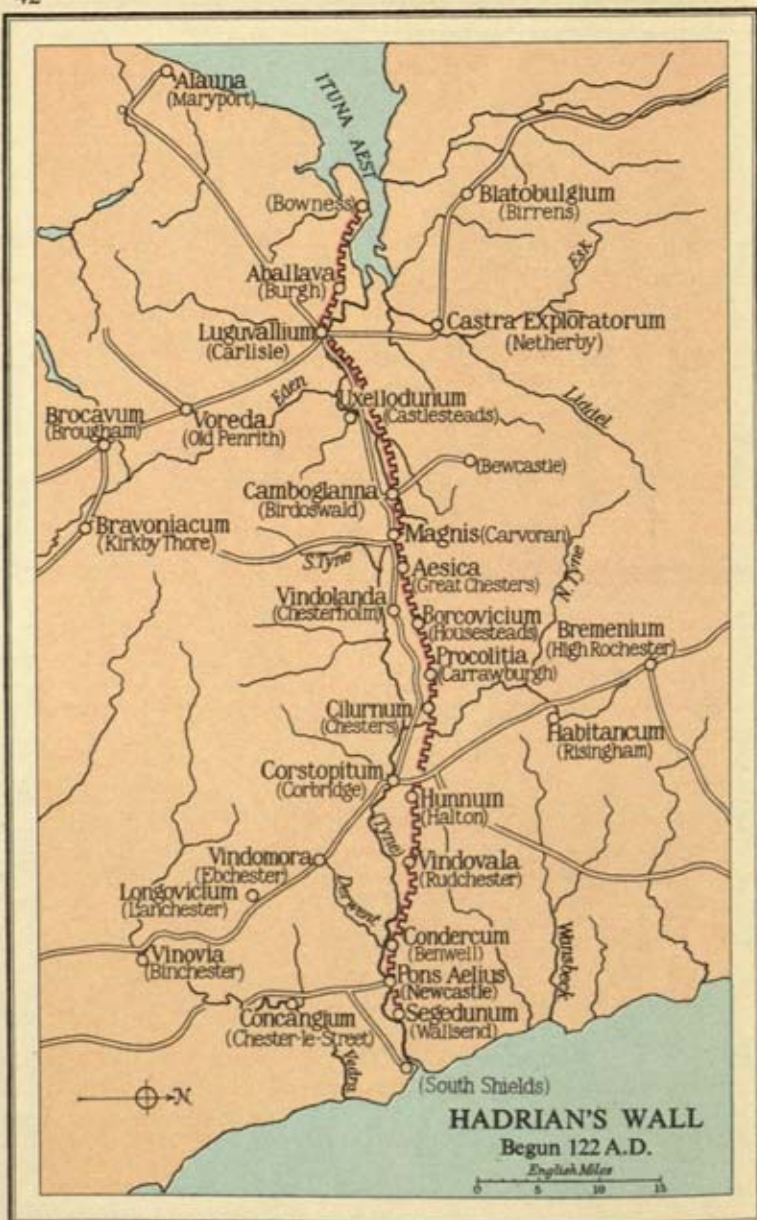 42
Alauna
(Maryport)
ITUNA AEST
(Bowness)
Blatobulgium
(Birrens)
Esk
Aballava
(Burgh)
Luguvallium
(Carlisle)
Castra Exploratorum
(Netherby)
Liddel
Eden
Uxellodunum
(Castlesteads)
Brocavum
(Brougham)
Voreda
(Old Penrith)
Camboglanna
(Birdoswald)
(Bewcastle)
Bravoniacum
(Kirkby Thore)
Magnis (Carvoran)
S. Tyne
Aesica
(Great Chesters)
N. Tyne
Vindolanda
(Chesterholm)
Borcovicium
(Housesteads)
Bremenium
(High Rochester)
Procolitia
(Carrawburgh)
Cilurnum
(Chesters)
Habitancum
(Risingham)
Corstopitum
(Corbridge)
Hunnum
(Halton)
(Tyne)
Vindomora
(Ebchester)
Vindovala
(Rudchester)
Longovicium
(Lanchester)
Derwent
Condercum
(Benwell)
Wansbeck
Vinovia
(Binchester)
Pons Aelius
(Newcastle)
Concangium
(Chester-le-Street)
Segedunum
(Wallsend)
Vedra
(South Shields)
N
HADRIAN'S WALL
Begun 122 A.D.
English Miles
0 5 10 15